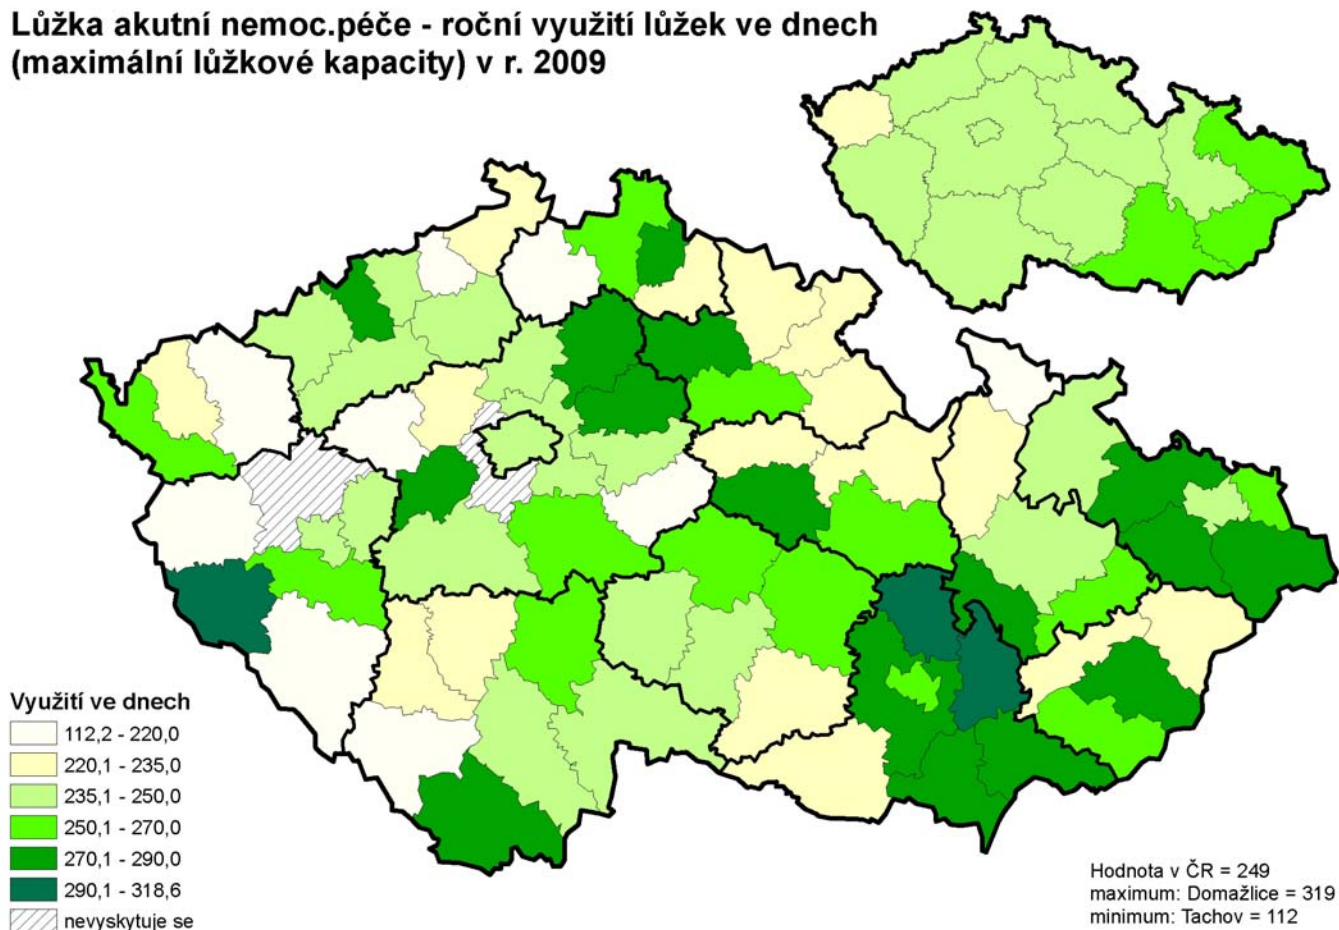 Lůžka akutní nemoc.péče - roční využití lůžek ve dnech
(maximální lůžkové kapacity) v r. 2009
Využití ve dnech
112,2 - 220,0
220,1 - 235,0
235,1 - 250,0
250,1 - 270,0
270,1 - 290,0
290,1 - 318,6
nevyskytuje se
Hodnota v ČR = 249
maximum: Domažlice = 319
minimum: Tachov = 112